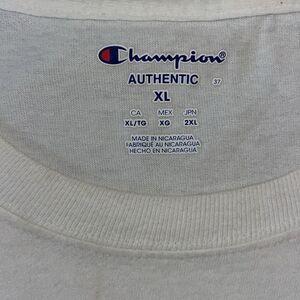 Champion®
AUTHENTIC 37
XL
CA MEX JPN
XL/TG XG 2XL
MADE IN NICARAGUA
FABRIQUÉ AU NICARAGUA
HECHO EN NICARAGUA